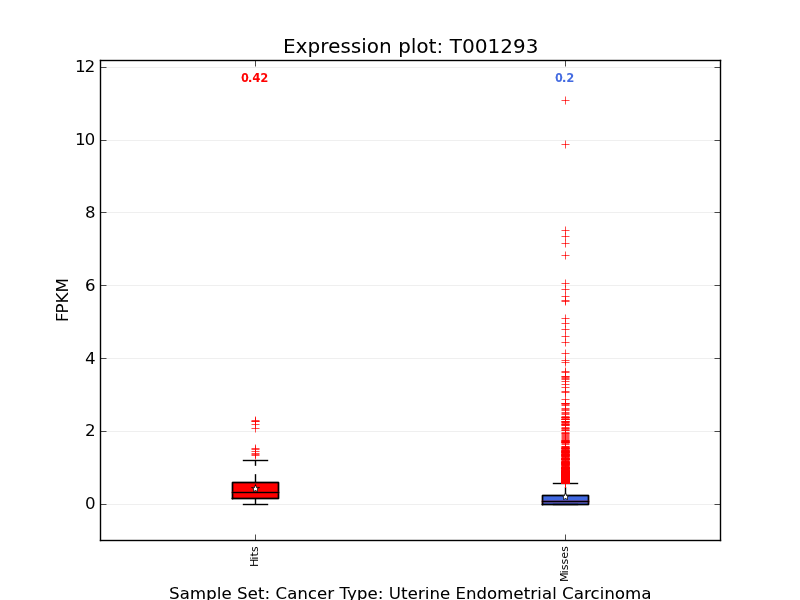 Expression plot: T001293
12
0.42
0.2
10
8
6
FPKM
4
2
0
Hits
Misses
Sample Set: Cancer Type: Uterine Endometrial Carcinoma